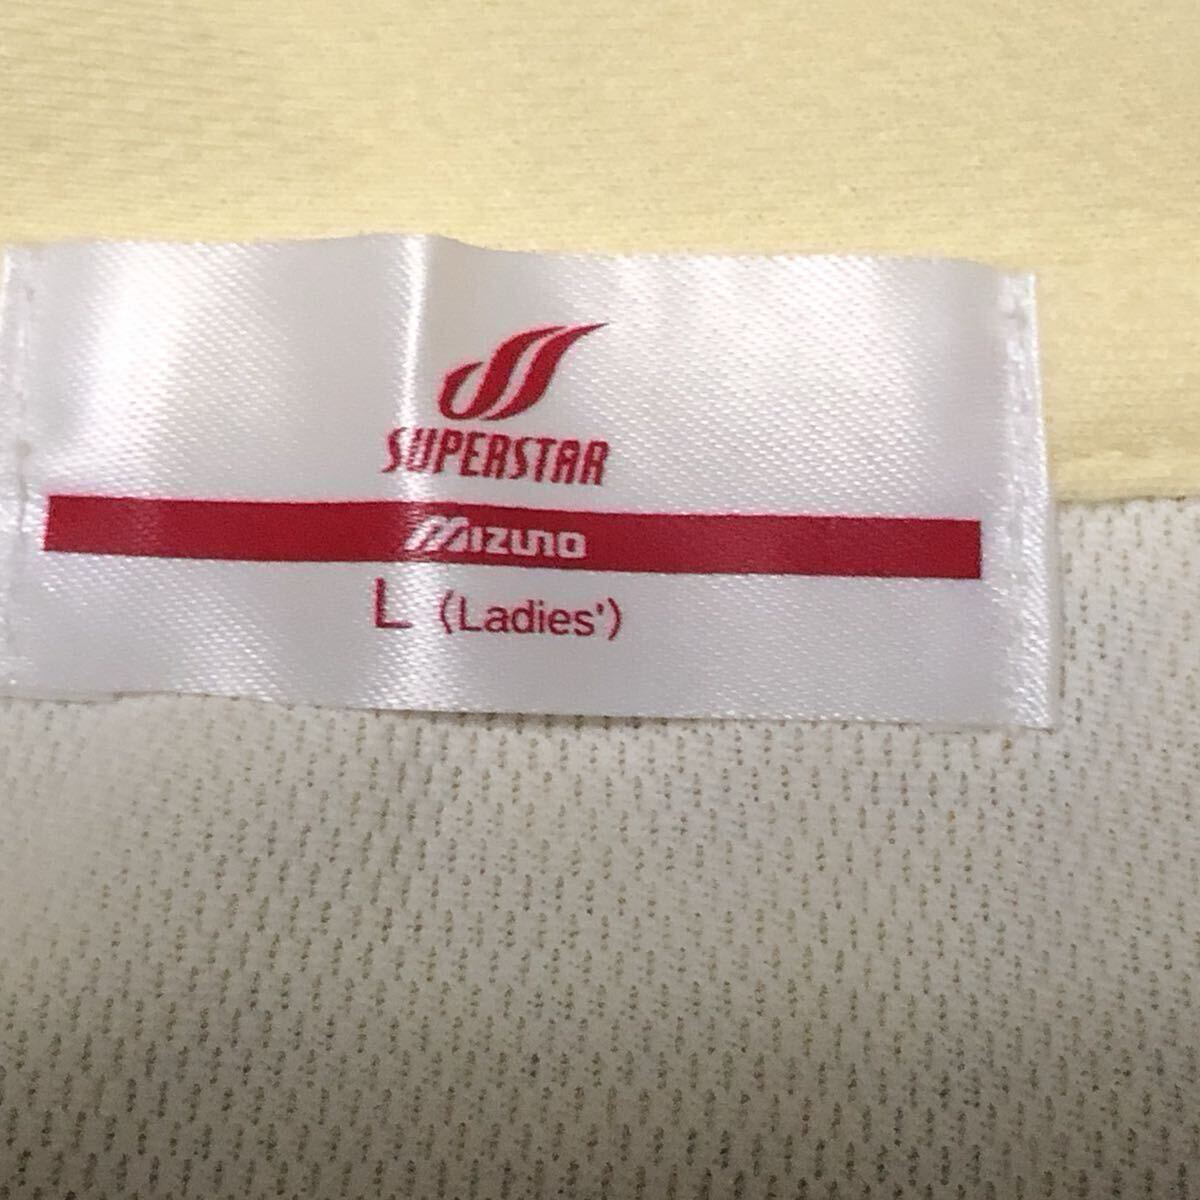 SUPERSTAR
MIZUNO
L (Ladies')